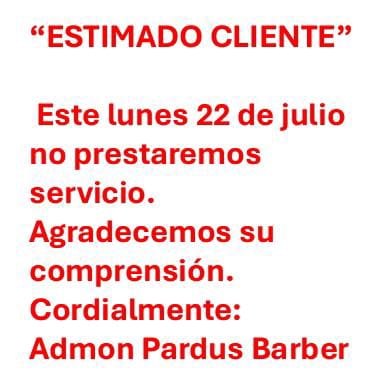 “ESTIMADO CLIENTE”
Este lunes 22 de julio
no prestaremos
servicio.
Agradecemos su
comprensión.
Cordialmente:
Admon Pardus Barber